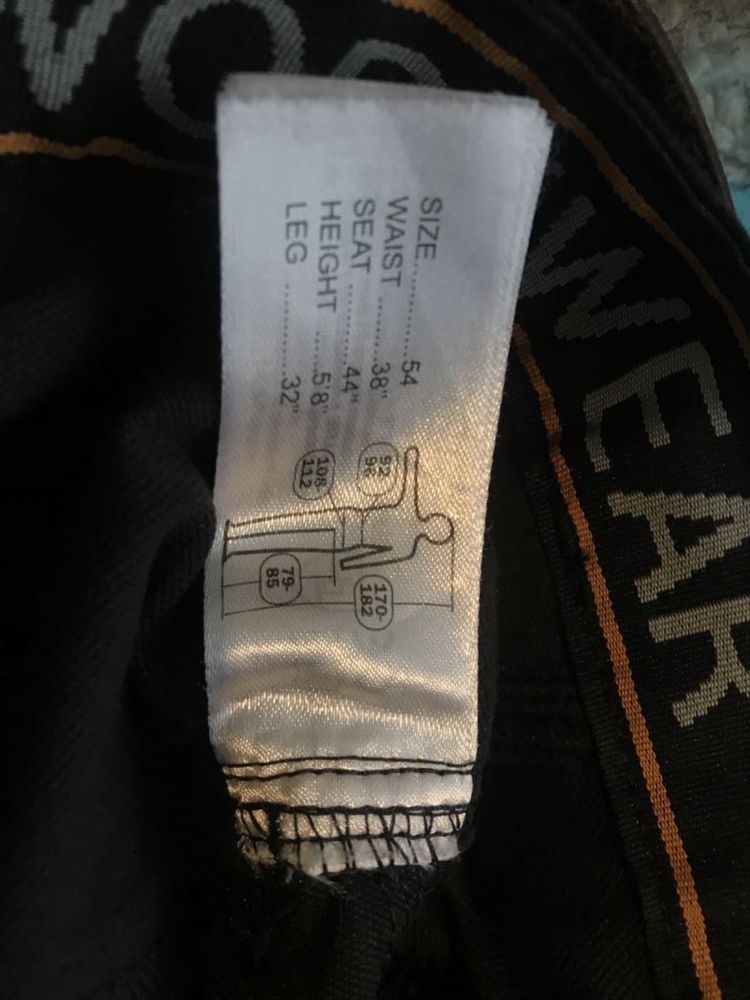 SIZE.............54
WAIST ..........38"
SEAT ..........44"
HEIGHT ......5'8"
LEG .............32"
92
96
108-
112
170-
182
79-
85
WEAR